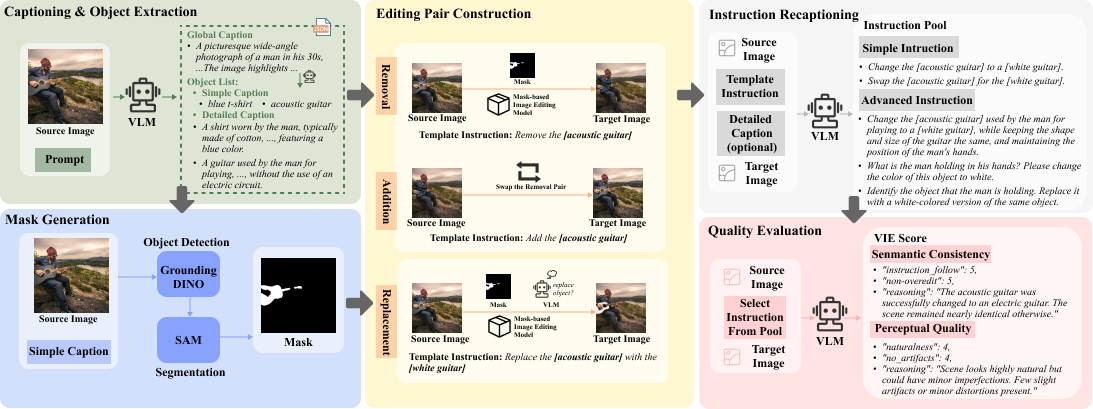 Captioning & Object Extraction
Source Image
Prompt
VLM
Global Caption
• A picturesque wide-angle
photograph of a man in his 30s,
…The image highlights ...
Object List:
• Simple Caption
• blue t-shirt • acoustic guitar
• Detailed Caption
• A shirt worn by the man, typically
made of cotton, ..., featuring a
blue color.
• A guitar used by the man for
playing, ..., without the use of an
electric circuit.
Mask Generation
Source Image
Simple Caption
Object Detection
Grounding
DINO
SAM
Segmentation
Mask
Editing Pair Construction
Removal
Source Image
Mask
Mask-based
Image Editing
Model
Target Image
Template Instruction: Remove the [acoustic guitar]
Addition
Source Image
Swap the Removal Pair
Target Image
Template Instruction: Add the [acoustic guitar]
Replacement
Source Image
Mask
replace
object?
VLM
Mask-based
Image Editing
Model
Target Image
Template Instruction: Replace the [acoustic guitar] with the
[white guitar]
Instruction Recaptioning
Source
Image
Template
Instruction
Detailed
Caption
(optional)
Target
Image
VLM
Instruction Pool
Simple Intruction
• Change the [acoustic guitar] to a [white guitar].
• Swap the [acoustic guitar] for the [white guitar].
Advanced Instruction
• Change the [acoustic guitar] used by the man for
playing to a [white guitar], while keeping the shape
and size of the guitar the same, and maintaining the
position of the man's hands.
• What is the man holding in his hands? Please change
the color of this object to white.
• Identify the object that the man is holding. Replace it
with a white-colored version of the same object.
Quality Evaluation
Source
Image
Select
Instruction
From Pool
Target
Image
VLM
VIE Score
Senmantic Consistency
• "instruction_follow": 5,
• "non-overedit": 5,
• "reasoning": "The acoustic guitar was
successfully changed to an electric guitar. The
scene remained nearly identical otherwise."
Perceptual Quality
• "naturalness": 4,
• "no_artifacts": 4,
• "reasoning": "Scene looks highly natural but
could have minor imperfections. Few slight
artifacts or minor distortions present."